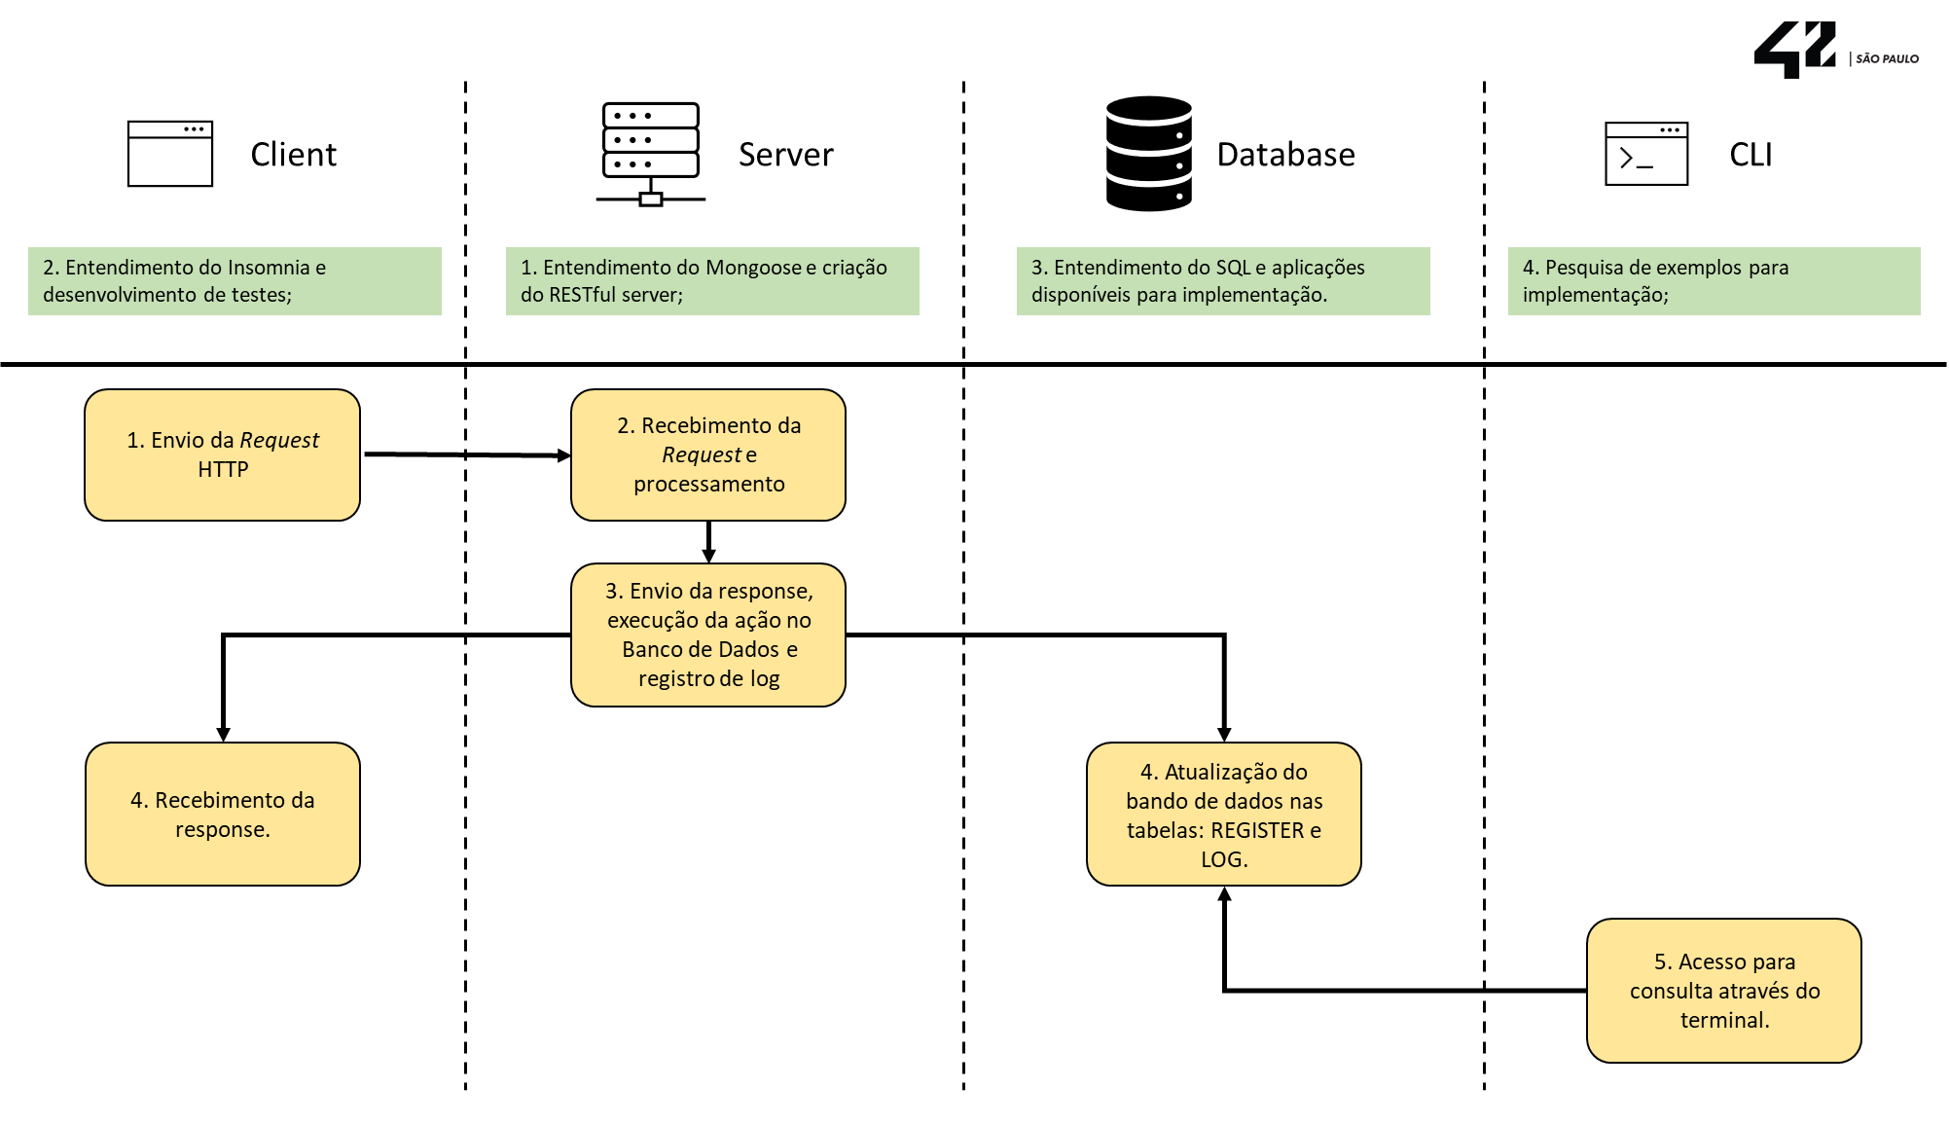 42 | SÃO PAULO
Client
Server
Database
CLI
2. Entendimento do Insomnia e
desenvolvimento de testes;
1. Entendimento do Mongoose e criação
do RESTful server;
3. Entendimento do SQL e aplicações
disponíveis para implementação.
4. Pesquisa de exemplos para
implementação;
1. Envio da Request
HTTP
2. Recebimento da
Request e
processamento
3. Envio da response,
execução da ação no
Banco de Dados e
registro de log
4. Recebimento da
response.
4. Atualização do
bando de dados nas
tabelas: REGISTER e
LOG.
5. Acesso para
consulta através do
terminal.